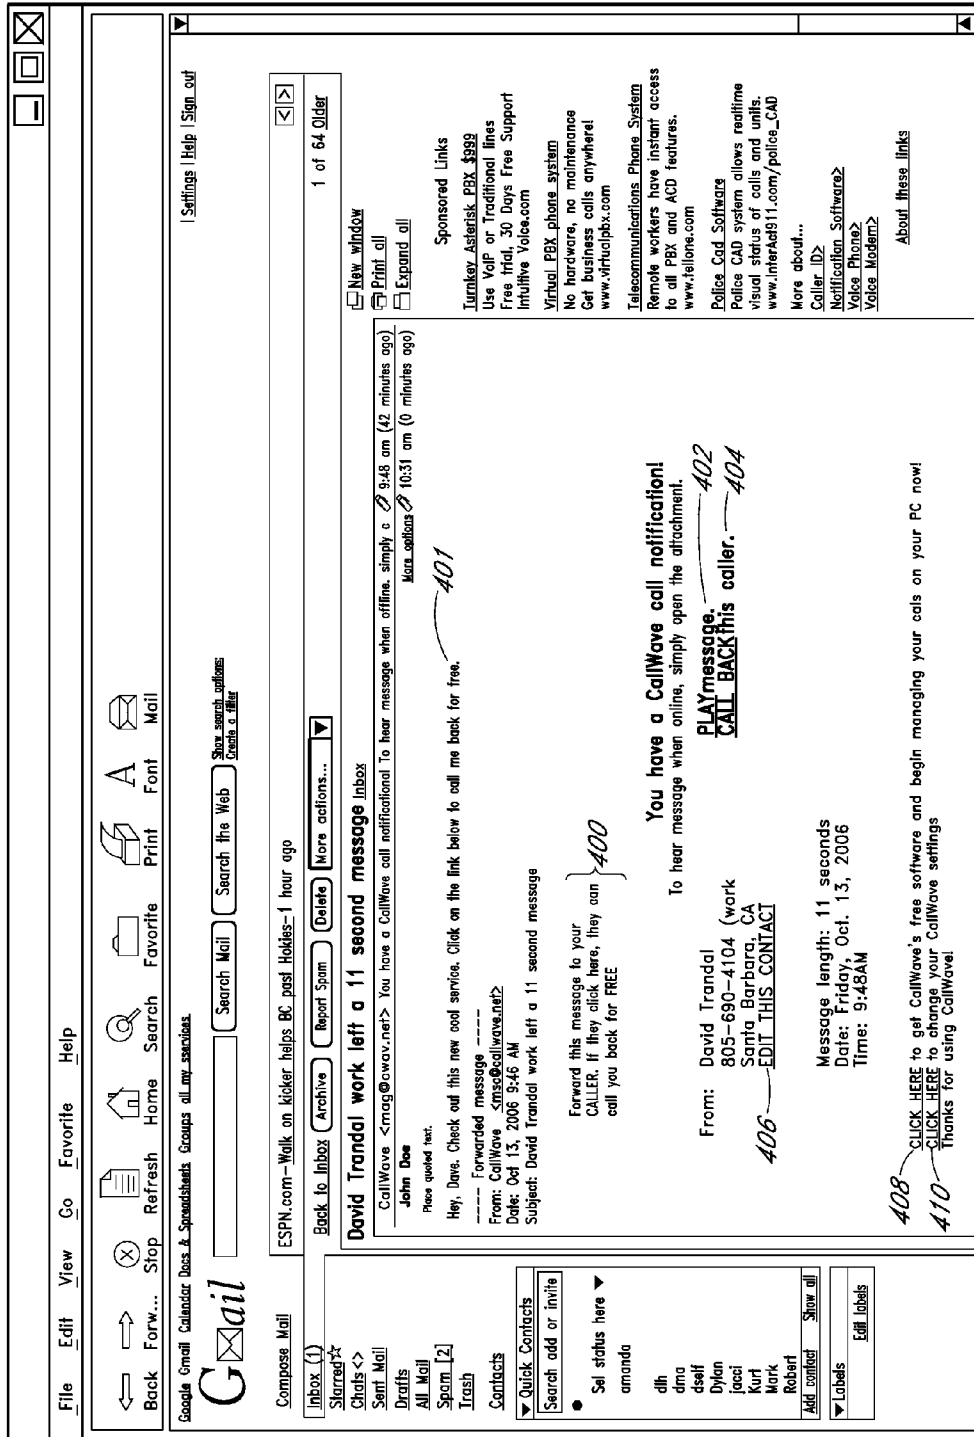 File Edit View Go Favorite Help
Back Forw... Stop Refresh Home Search Favorite Print Font Mail
Google Gmail Calendar Docs & Spreadsheets Groups all my sservices
| Settings | Help | Sign out
Gmail
Search Mail Search the Web
Show search options:
Create a filter
Compose Mail
Inbox (1)
Starred☆
Chats<>
Sent Mail
Drafts
All Mail
Spam [2]
Trash
Contacts
▼Quick Contacts
Search add or invite
● Sel status here ▼
amanda
dlh
dma
dself
Dylan
jacci
Kurt
Mark
Robert
Add contact Show all
▼Labels
Edit labels
ESPN.com—Walk on kicker helps BC past Hokies-1 hour ago
< >
Back to Inbox Archive Report Spam Delete More actions... ▼ 1 of 64 Older
David Trandal work left a 11 second message Inbox
CallWave <mag@cwav.net> You have a CallWave call notificational To hear message when offline. simply c 9:48 am (42 minutes ago)
John Doe More options 10:31 am (0 minutes ago)
Place quoted text.
Hey, Dave. Check out this new cool service. Click on the link below to call me back for free.
401
---- Forwarded message ----
From: CallWave <msc@callwave.net>
Date: Oct 13, 2006 9:46 AM
Subject: David Trandal work left a 11 second message
Forward this message to your
CALLER. If they click here, they can
call you back for FREE
400
You have a CallWave call notification!
To hear message when online, simply open the attachment.
From: David Trandal
805-690-4104 (work
Santa Barbara, CA
406 EDIT THIS CONTACT
PLAYmessage. 402
CALL BACKthis caller. 404
Message length: 11 seconds
Date: Friday, Oct. 13, 2006
Time: 9:48AM
408 CLICK HERE to get CallWave's free software and begin managing your cals on your PC now!
410 CLICK HERE to change your CallWave settings
Thanks for using CallWave!
New window
Print all
Expand all
Sponsored Links
Turnkey Asterisk PBX $999
Use VoIP or Traditional lines
Free trial, 30 Days Free Support
Intuitive Voice.com
Virtual PBX phone system
No hardware, no maintenance
Get business calls anywhere!
www.virtualpbx.com
Telecommunications Phone System
Remote workers have instant access
to all PBX and ACD features.
www.tellone.com
Police Cad Software
Police CAD system allows realtime
visual status of calls and units.
www.InterAct911.com/police_CAD
More about...
Caller ID>
Notification Software>
Voice Phone>
Voice Modem>
About these links